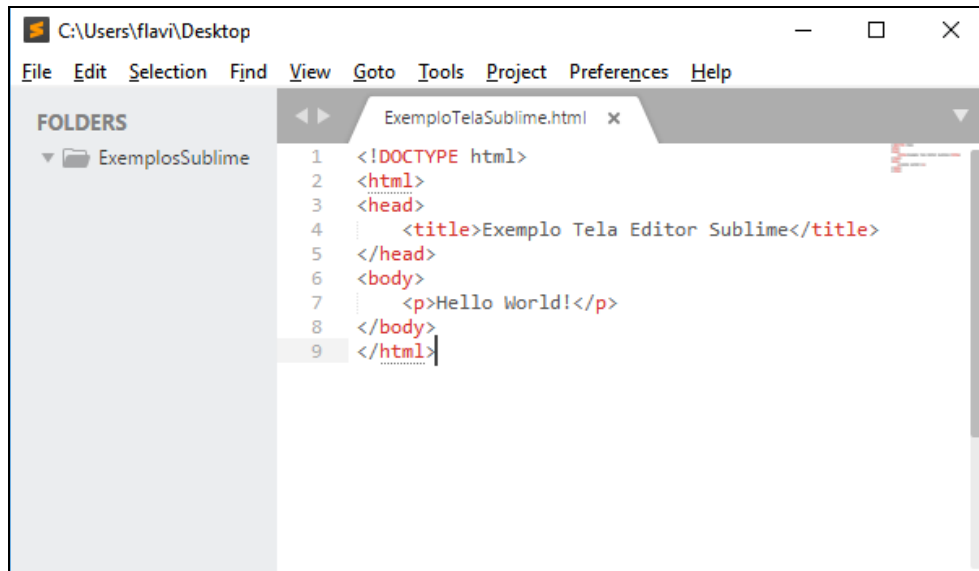 C:\Users\flavi\Desktop
File Edit Selection Find View Goto Tools Project Preferences Help
FOLDERS
ExemplosSublime
ExemploTelaSublime.html
1 <!DOCTYPE html>
2 <html>
3 <head>
4     <title>Exemplo Tela Editor Sublime</title>
5 </head>
6 <body>
7     <p>Hello World!</p>
8 </body>
9 </html>